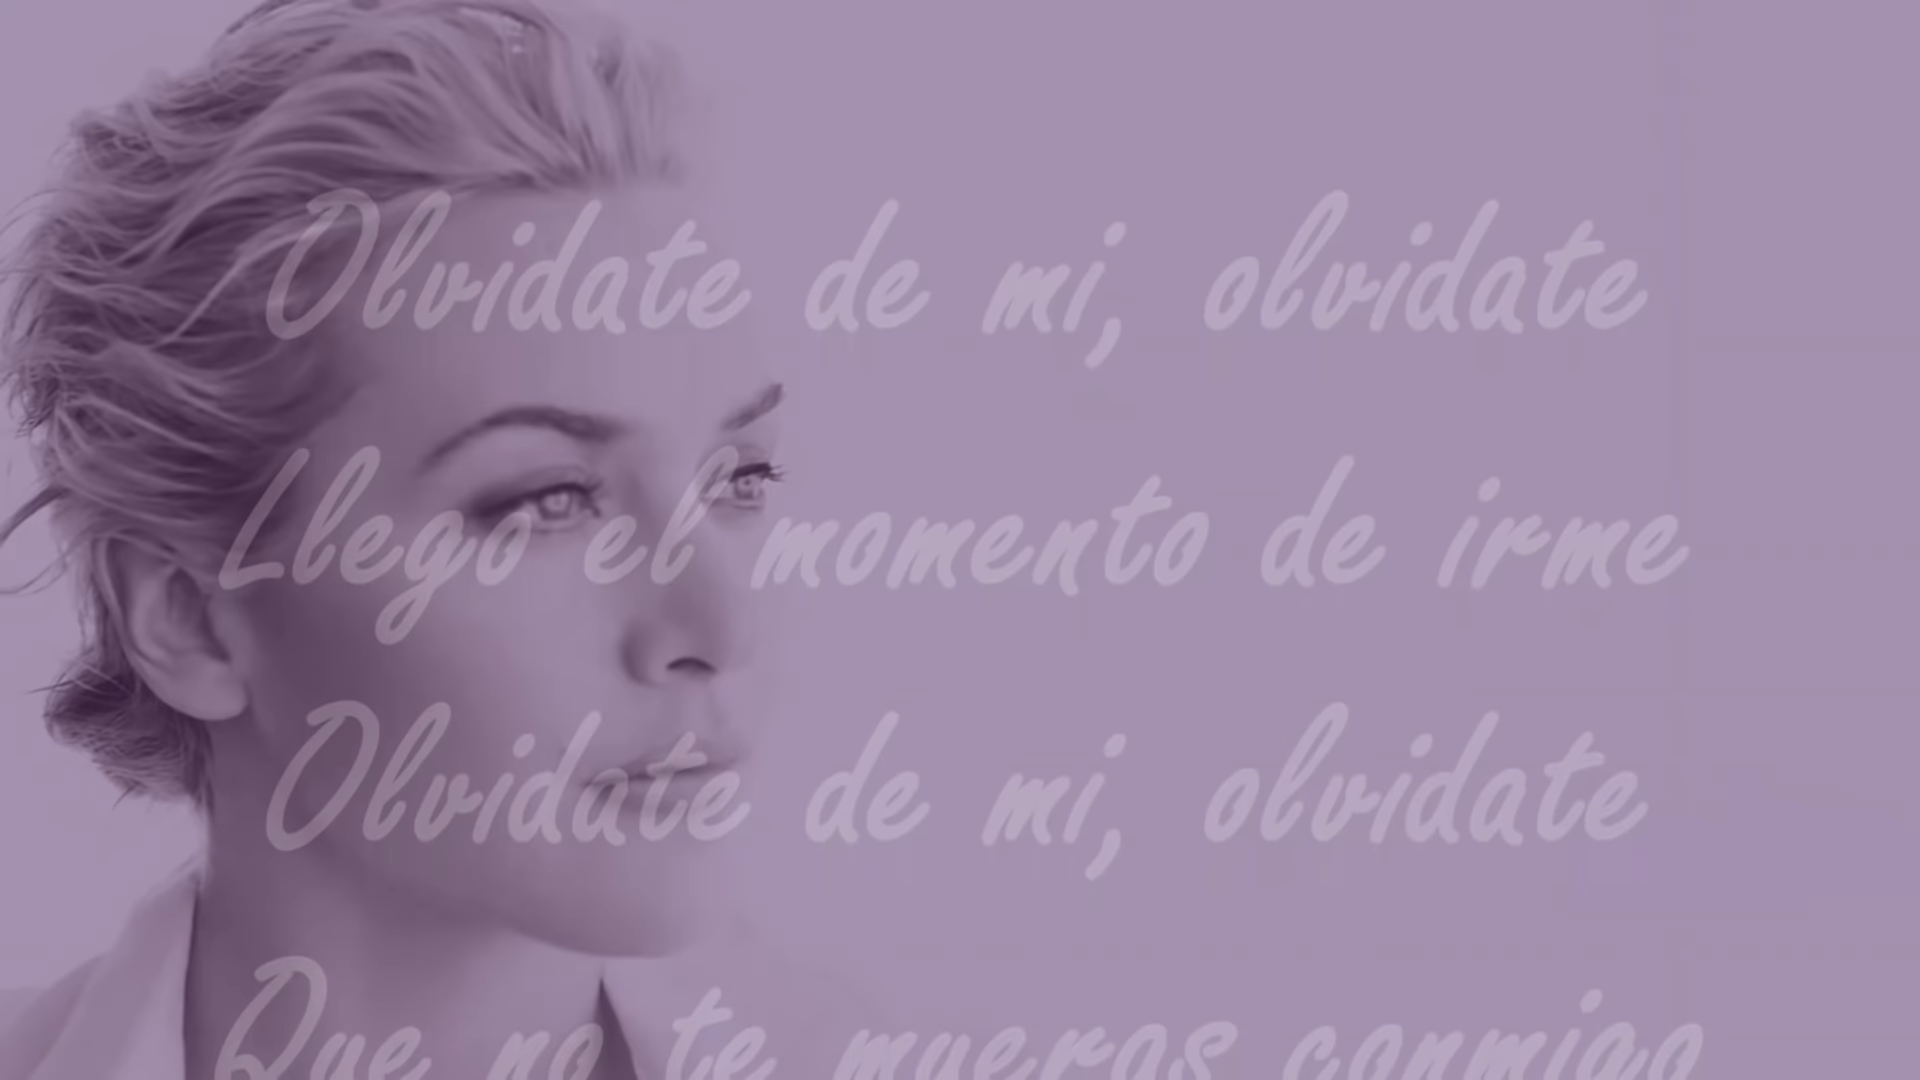 Olvidate de mi, olvidate
Llego el momento de irme
Olvidate de mi, olvidate
Que no te mueras conmigo